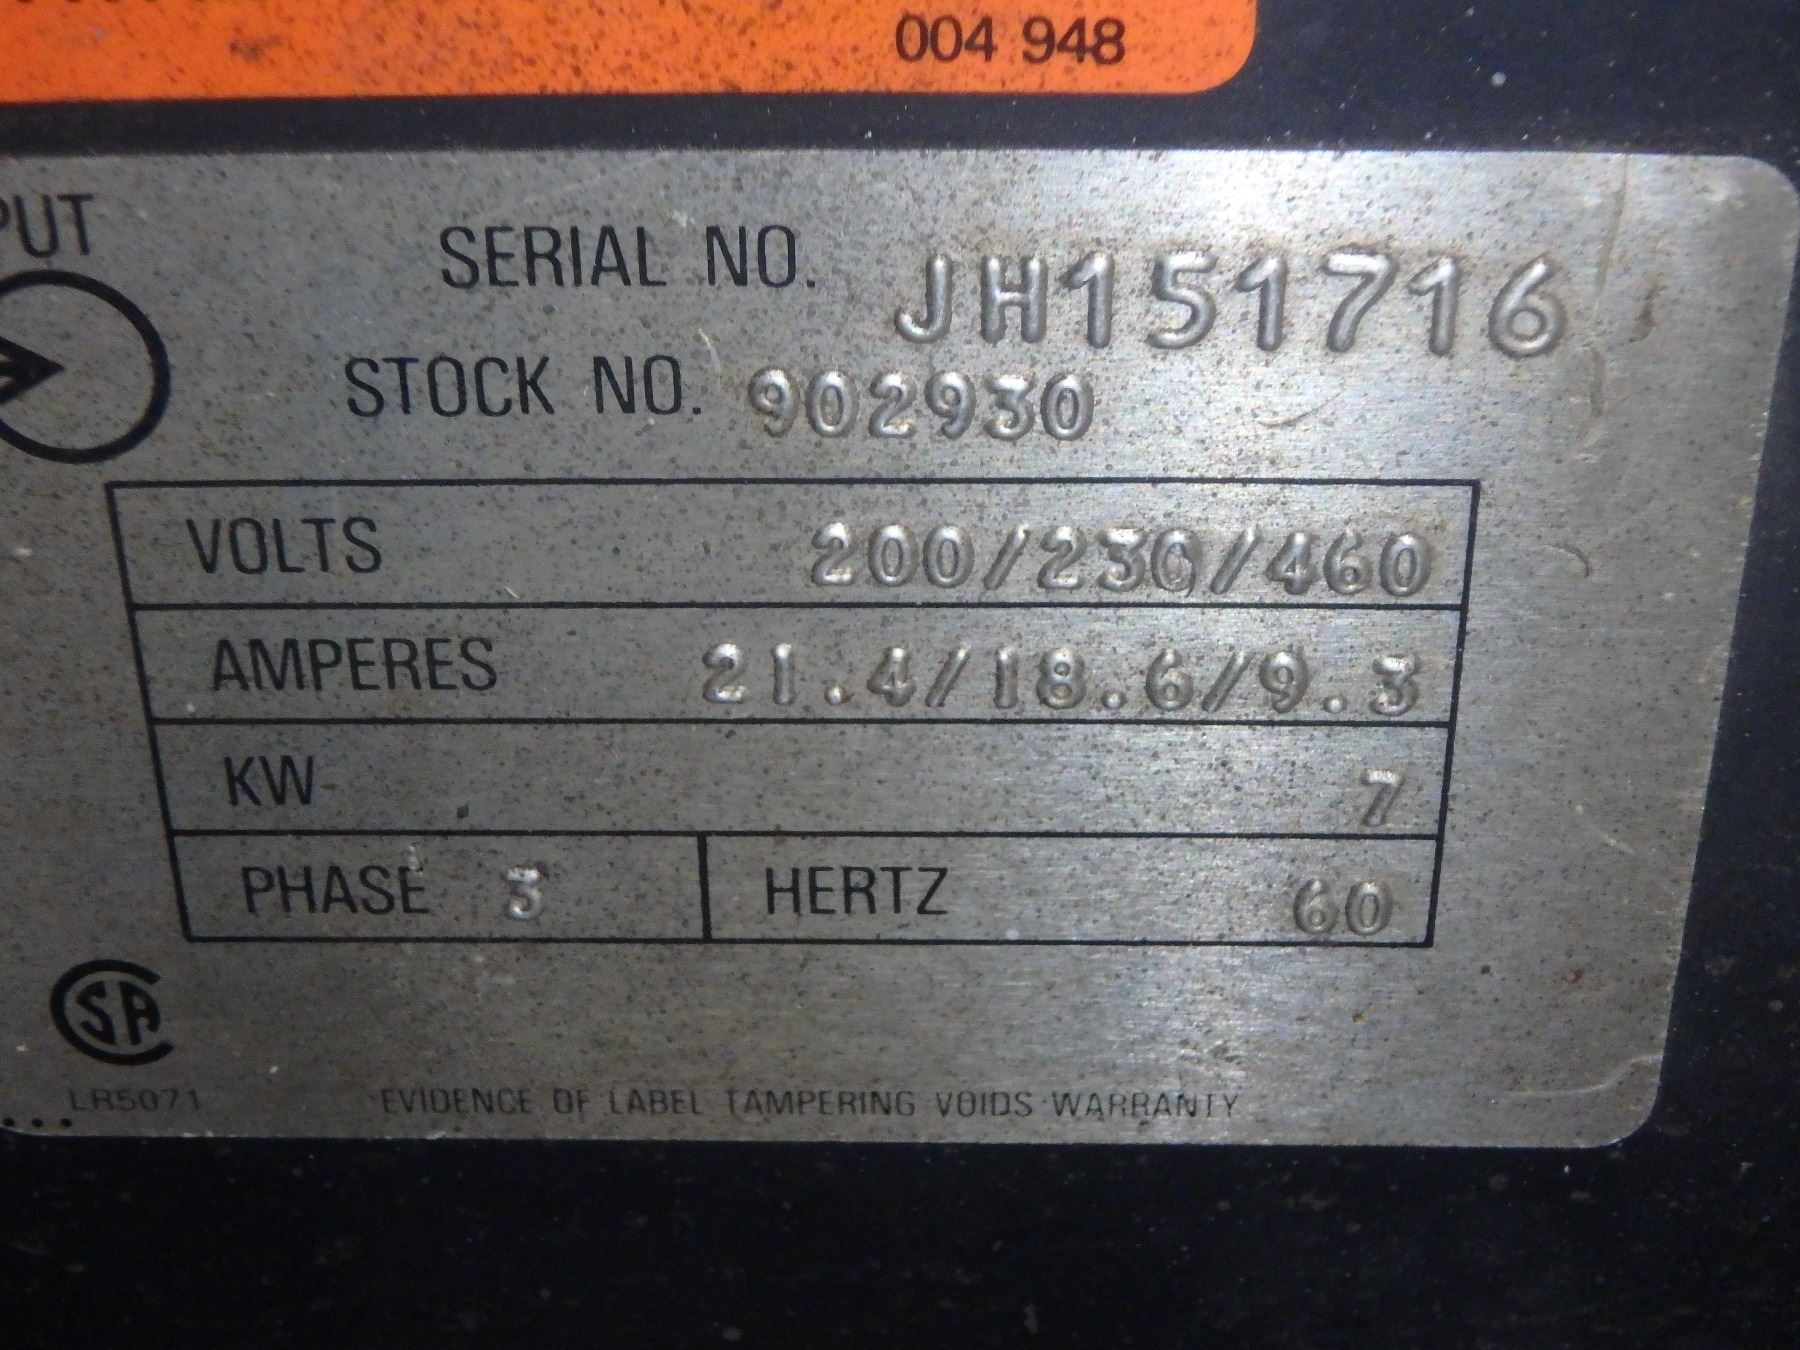 004 948
PUT
SERIAL NO. JH151716
STOCK NO. 902930
VOLTS 200/230/460
AMPERES 21.4/18.6/9.3
KW 7
PHASE 3 HERTZ 60
CSA
LR5071 EVIDENCE OF LABEL TAMPERING VOIDS WARRANTY
...